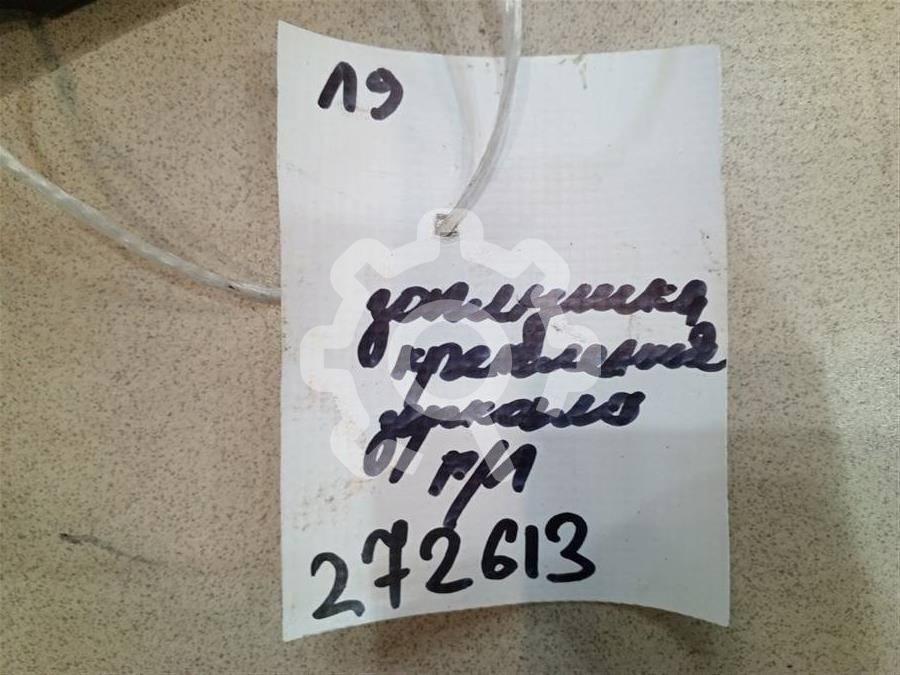 19
заглушка
крепления
зеркала
п/л
272613